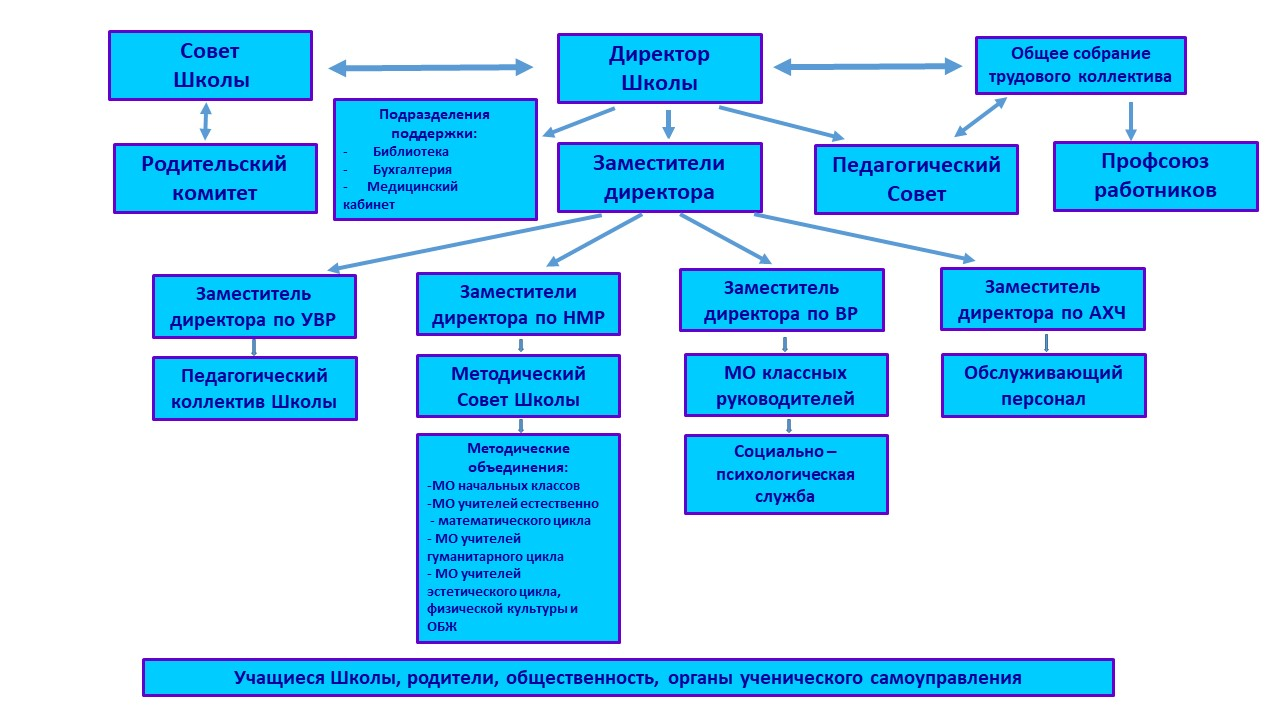 Совет
Школы
Директор
Школы
Общее собрание
трудового коллектива
Родительский
комитет
Подразделения
поддержки:
- Библиотека
- Бухгалтерия
- Медицинский
кабинет
Заместители
директора
Педагогический
Совет
Профсоюз
работников
Заместитель
директора по УВР
Заместители
директора по НМР
Заместитель
директора по ВР
Заместитель
директора по АХЧ
Педагогический
коллектив Школы
Методический
Совет Школы
МО классных
руководителей
Обслуживающий
персонал
Методические
объединения:
-МО начальных классов
-МО учителей естественно
- математического цикла
- МО учителей
гуманитарного цикла
- МО учителей
эстетического цикла,
физической культуры и
ОБЖ
Социально –
психологическая
служба
Учащиеся Школы, родители, общественность, органы ученического самоуправления